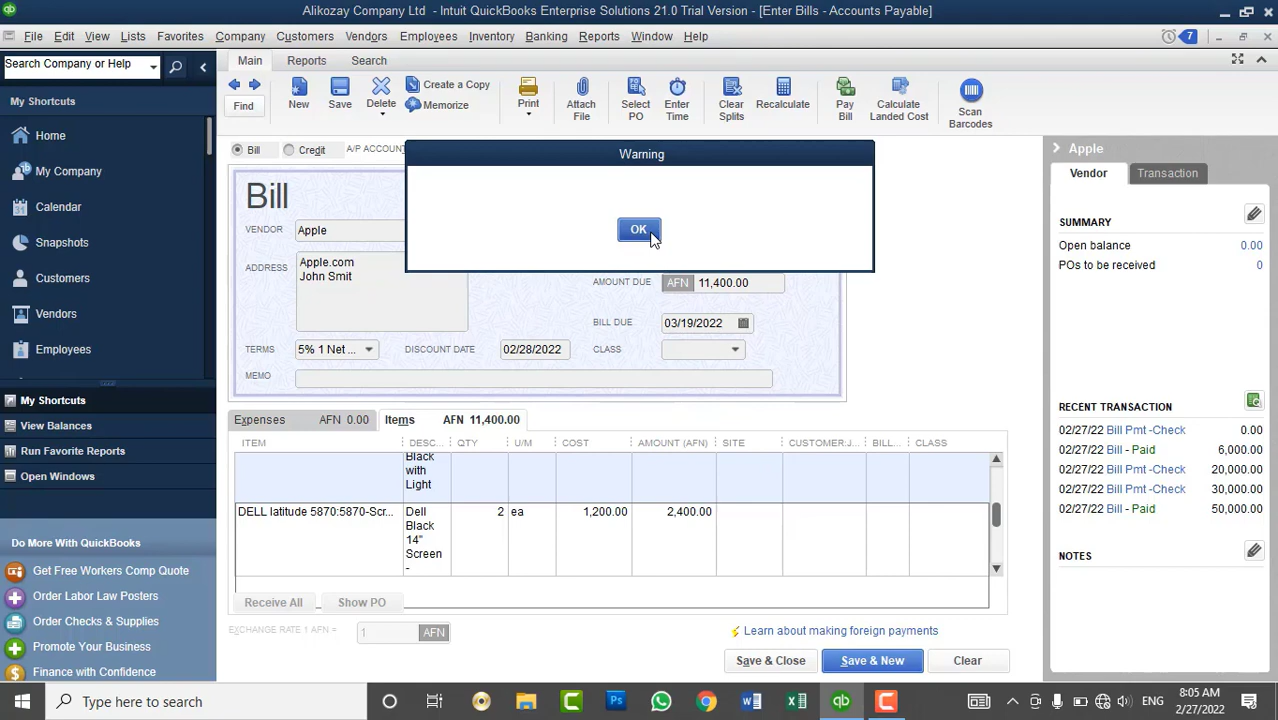 Alikozay Company Ltd - Intuit QuickBooks Enterprise Solutions 21.0 Trial Version - [Enter Bills - Accounts Payable]
File Edit View Lists Favorites Company Customers Vendors Employees Inventory Banking Reports Window Help 7
Search Company or Help
My Shortcuts
Home
My Company
Calendar
Snapshots
Customers
Vendors
Employees
My Shortcuts
View Balances
Run Favorite Reports
Open Windows
Do More With QuickBooks
Get Free Workers Comp Quote
Order Labor Law Posters
Order Checks & Supplies
Promote Your Business
Finance with Confidence
Main Reports Search
Find
New
Save
Delete
Create a Copy
Memorize
Print
Attach File
Select PO
Enter Time
Clear Splits
Recalculate
Pay Bill
Calculate Landed Cost
Scan Barcodes
Bill Credit A/P ACCOUNT
Warning
OK
Bill
VENDOR Apple
ADDRESS Apple.com
John Smit
AMOUNT DUE AFN 11,400.00
BILL DUE 03/19/2022
TERMS 5% 1 Net ... DISCOUNT DATE 02/28/2022 CLASS
MEMO
Expenses AFN 0.00 Items AFN 11,400.00
ITEM DESC... QTY U/M COST AMOUNT (AFN) SITE CUSTOMER:J... BILL... CLASS
Black
with
Light
DELL latitude 5870:5870-Scr... Dell 2 ea 1,200.00 2,400.00
Black
14"
Screen
-
Receive All Show PO
EXCHANGE RATE 1 AFN = 1 AFN
Learn about making foreign payments
Save & Close Save & New Clear
Apple
Vendor Transaction
SUMMARY
Open balance 0.00
POs to be received 0
RECENT TRANSACTION
02/27/22 Bill Pmt -Check 0.00
02/27/22 Bill - Paid 6,000.00
02/27/22 Bill Pmt -Check 20,000.00
02/27/22 Bill Pmt -Check 30,000.00
02/27/22 Bill - Paid 50,000.00
NOTES
Type here to search
ENG
8:05 AM
2/27/2022